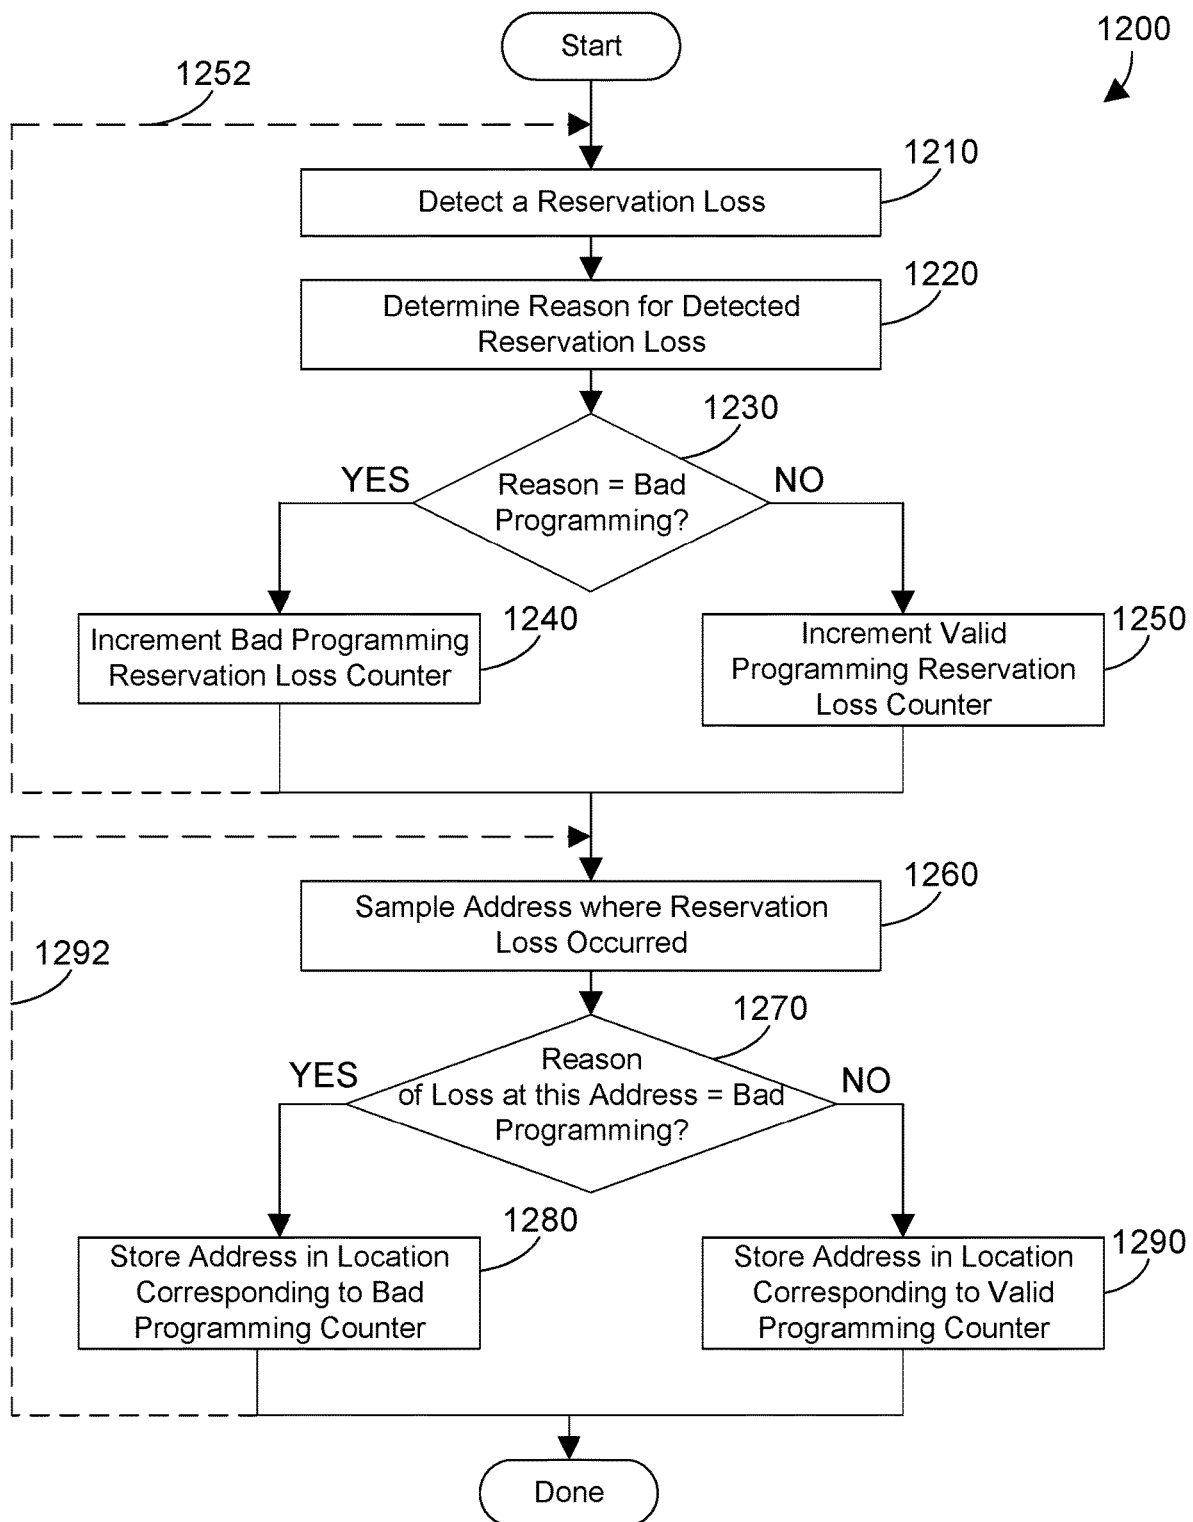 Start
1200
1252
1210
Detect a Reservation Loss
1220
Determine Reason for Detected
Reservation Loss
1230
YES
NO
Reason = Bad
Programming?
1240
Increment Bad Programming
Reservation Loss Counter
1250
Increment Valid
Programming Reservation
Loss Counter
1260
Sample Address where Reservation
Loss Occurred
1292
1270
YES
NO
Reason
of Loss at this Address = Bad
Programming?
1280
Store Address in Location
Corresponding to Bad
Programming Counter
1290
Store Address in Location
Corresponding to Valid
Programming Counter
Done